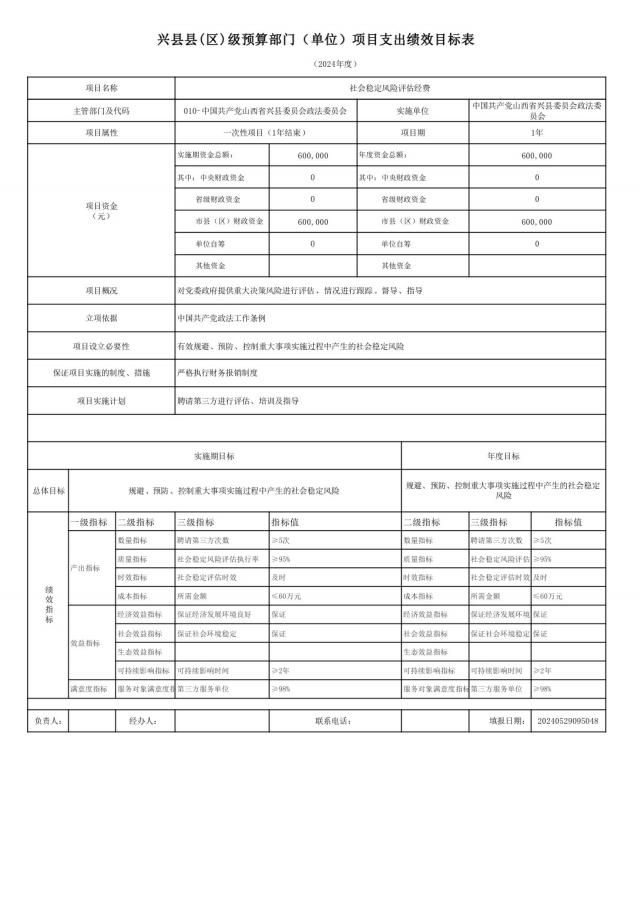 兴县县(区)级预算部门（单位）项目支出绩效目标表
（2024年度）
项目名称 社会稳定风险评估经费
主管部门及代码 010-中国共产党山西省兴县委员会政法委员会 实施单位 中国共产党山西省兴县委员会政法委
员会
项目属性 一次性项目（1年结束） 项目期 1年
项目资金
（元）
实施期资金总额： 600,000 年度资金总额： 600,000
其中：中央财政资金 0 其中：中央财政资金 0
省级财政资金 0 省级财政资金 0
市县（区）财政资金 600,000 市县（区）财政资金 600,000
单位自筹 0 单位自筹 0
其他资金 其他资金
项目概况 对党委政府提供重大决策风险进行评估，情况进行跟踪、督导、指导
立项依据 中国共产党政法工作条例
项目设立必要性 有效规避、预防、控制重大事项实施过程中产生的社会稳定风险
保证项目实施的制度、措施 严格执行财务报销制度
项目实施计划 聘请第三方进行评估、培训及指导
实施期目标 年度目标
总体目标 规避、预防、控制重大事项实施过程中产生的社会稳定风险 规避、预防、控制重大事项实施过程中产生的社会稳定
风险
绩效指标
一级指标 二级指标 三级指标 指标值 二级指标 三级指标 指标值
产出指标
数量指标 聘请第三方次数 ≥5次 数量指标 聘请第三方次数 ≥5次
质量指标 社会稳定风险评估执行率 ≥95% 质量指标 社会稳定风险评估 ≥95%
时效指标 社会稳定评估时效 及时 时效指标 社会稳定评估时效 及时
成本指标 所需金额 ≤60万元 成本指标 所需金额 ≤60万元
效益指标
经济效益指标 保证经济发展环境良好 保证 经济效益指标 保证经济发展环境 保证
社会效益指标 保证社会环境稳定 保证 社会效益指标 保证社会环境稳定 保证
生态效益指标 生态效益指标
可持续影响指标 可持续影响时间 ≥2年 可持续影响指标 可持续影响时间 ≥2年
满意度指标 服务对象满意度指 第三方服务单位 ≥98% 服务对象满意度指标 第三方服务单位 ≥98%
负责人： 经办人： 联系电话： 填报日期： 20240529095048